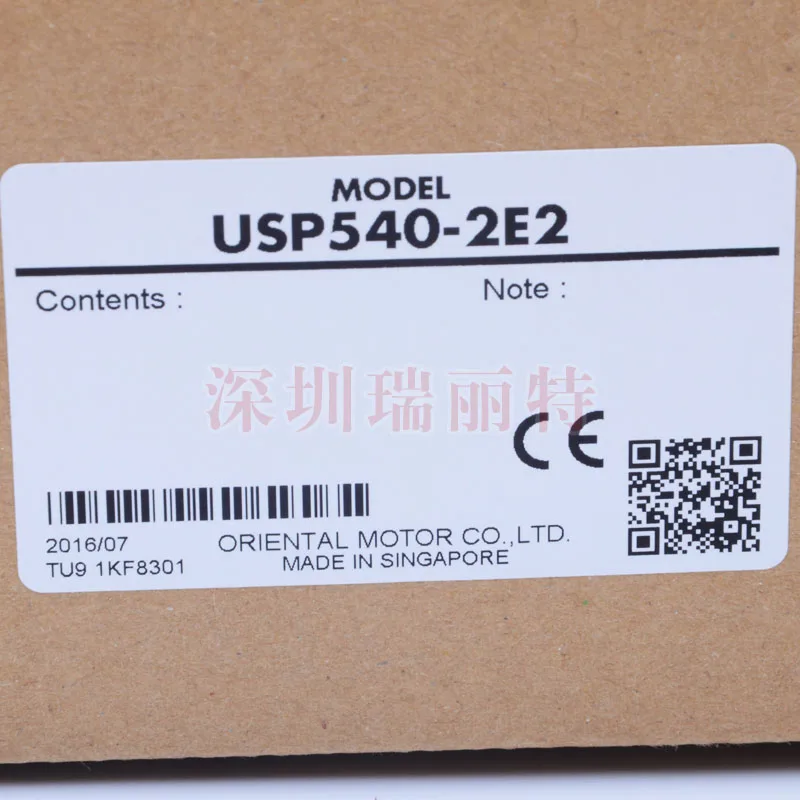 MODEL
USP540-2E2
Contents :
Note :
深圳瑞丽特
CE
2016/07
TU9 1KF8301
ORIENTAL MOTOR CO.,LTD.
MADE IN SINGAPORE